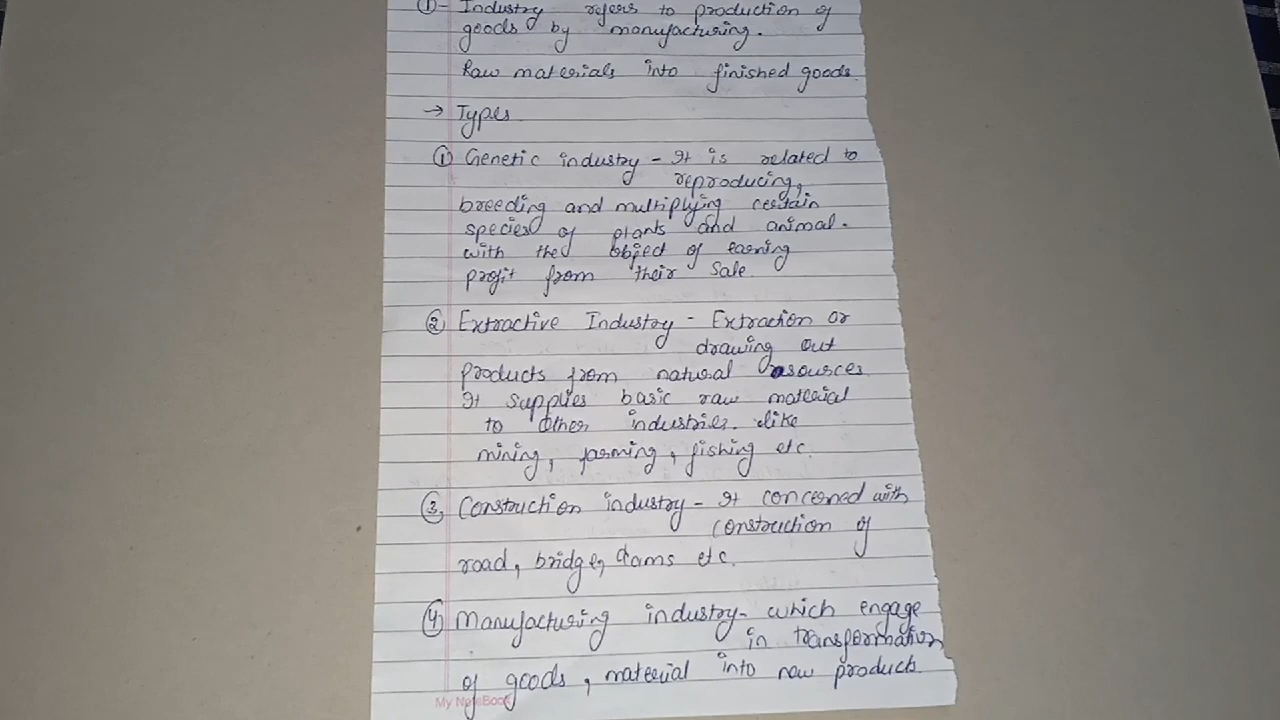 ①- Industry refers to production of
goods by manufacturing.
Raw materials into finished goods.
→ Types
① Genetic industry - It is related to
reproducing,
breeding and multiplying certain
species of plants and animal.
with the object of earning
profit from their sale
② Extractive Industry - Extraction or
drawing out
products from natural resources
It supplies basic raw material
to other industries. like
mining, farming, fishing etc.
③ Construction industry - It concerned with
construction of
road, bridge, dams etc.
④ Manufacturing industry- which engage
in transformation
of goods, material into new products
My NoteBook